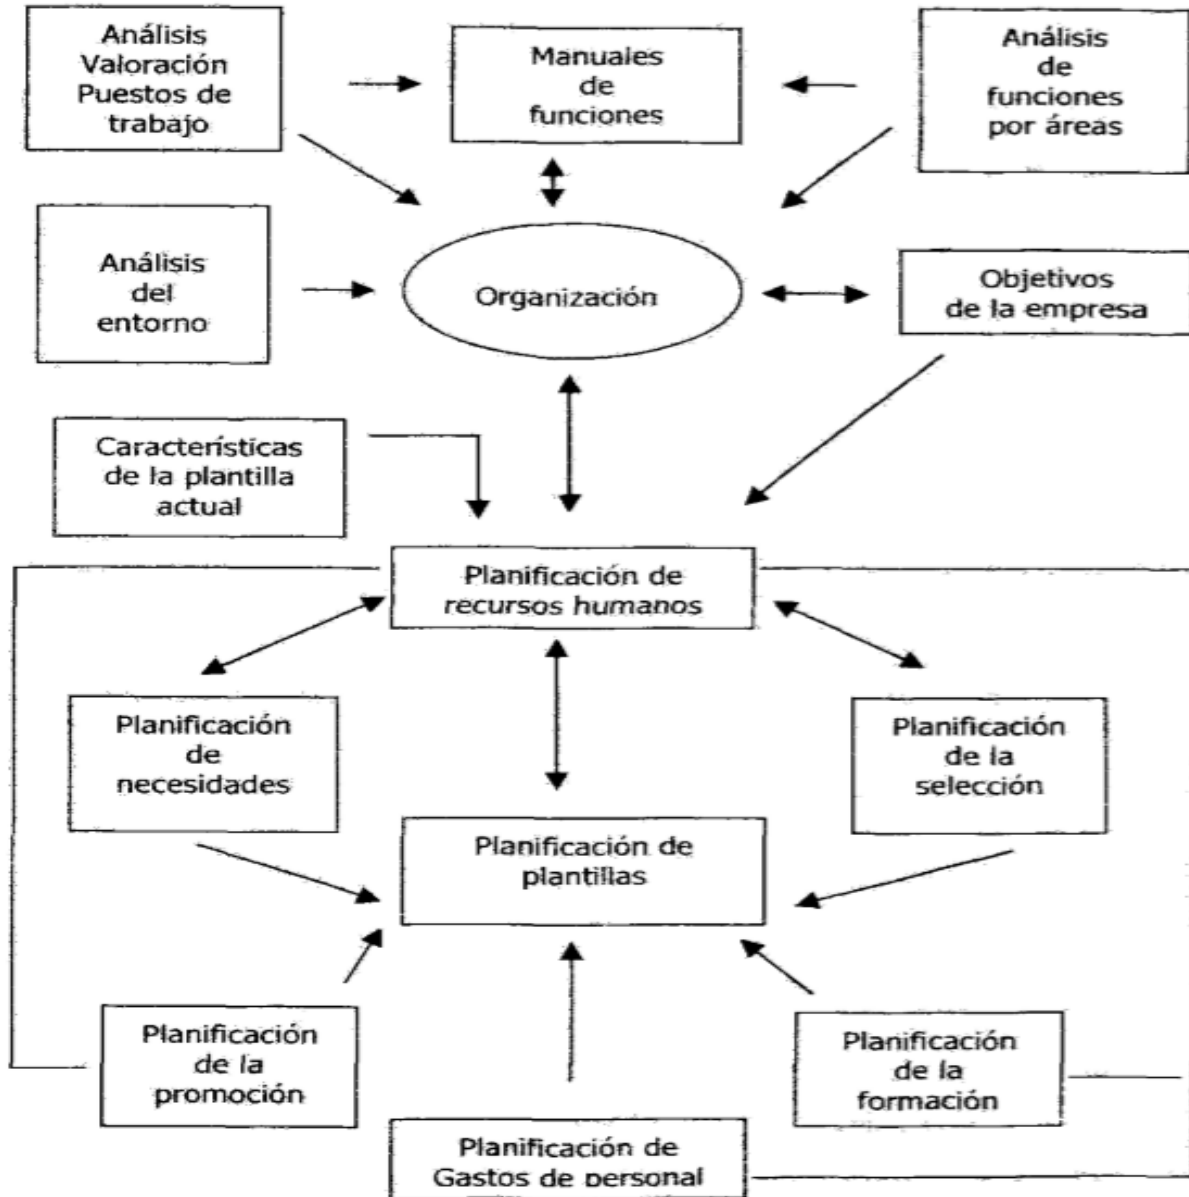 Análisis
Valoración
Puestos de
trabajo
Manuales
de
funciones
Análisis
de
funciones
por áreas
Análisis
del
entorno
Organización
Objetivos
de la empresa
Características
de la plantilla
actual
Planificación de
recursos humanos
Planificación
de
necesidades
Planificación
de la
selección
Planificación de
plantillas
Planificación
de la
promoción
Planificación
de la
formación
Planificación de
Gastos de personal